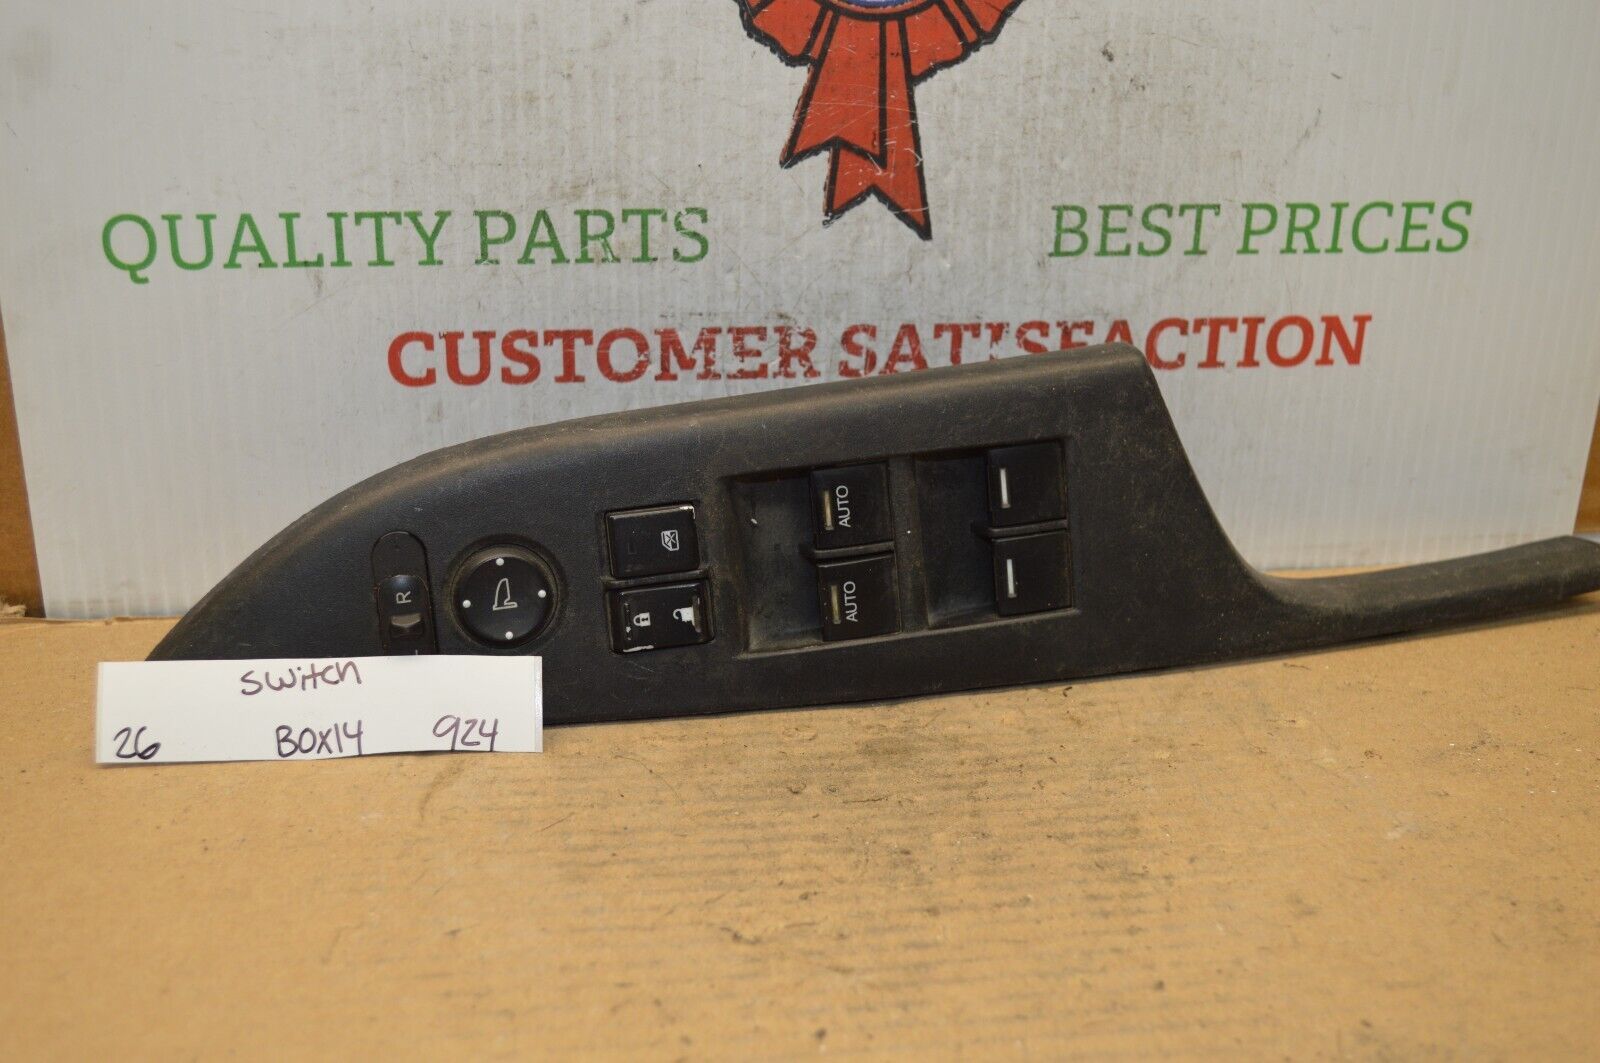 QUALITY PARTS
BEST PRICES
CUSTOMER SATISFACTION
AUTO
AUTO
R
Switch
26 BOX14 924